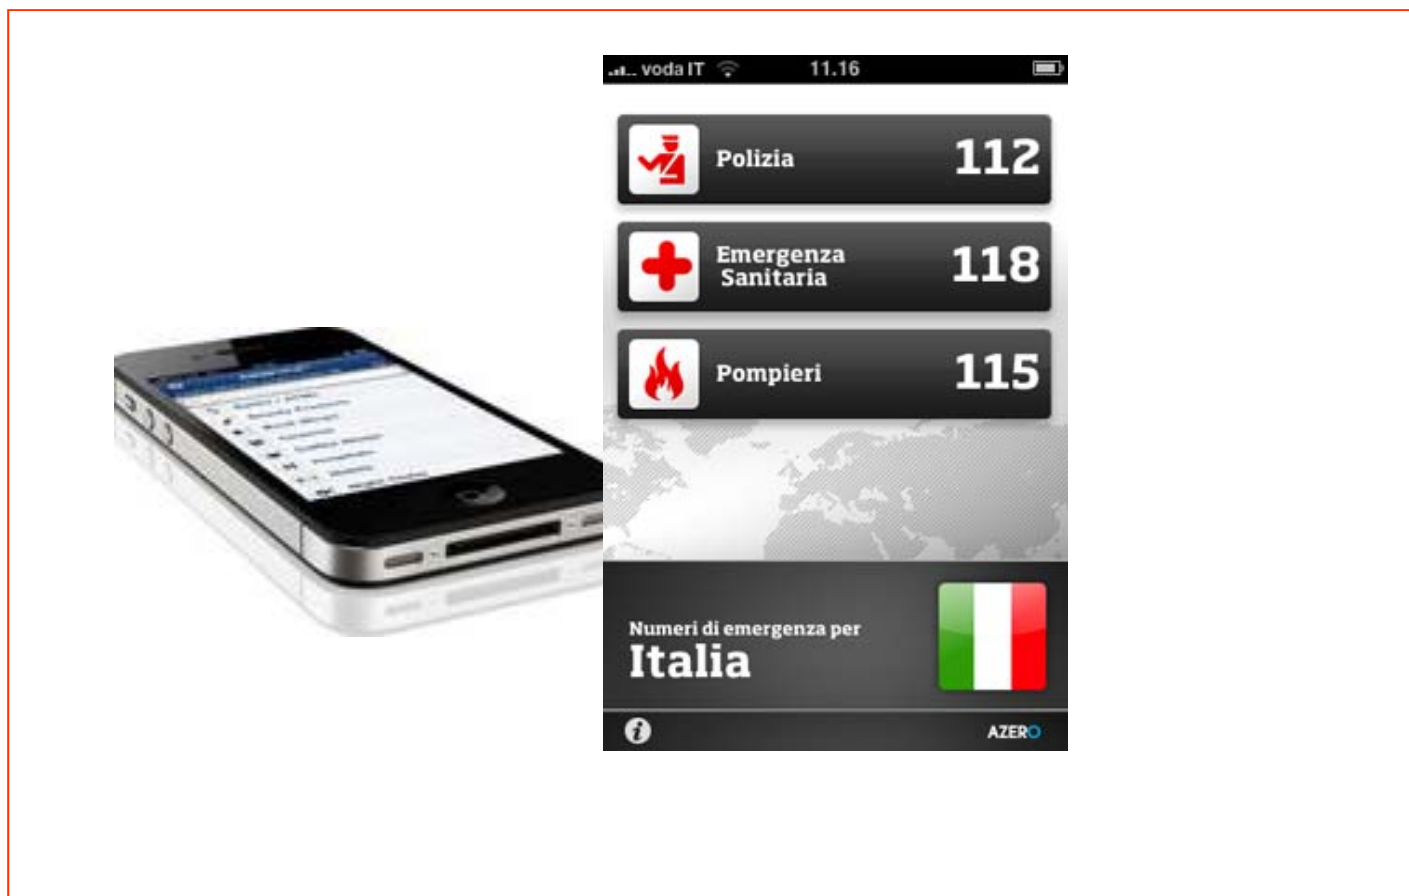 voda IT 11.16
Polizia 112
Emergenza
Sanitaria 118
Pompieri 115
Numeri di emergenza per
Italia
i AZERO